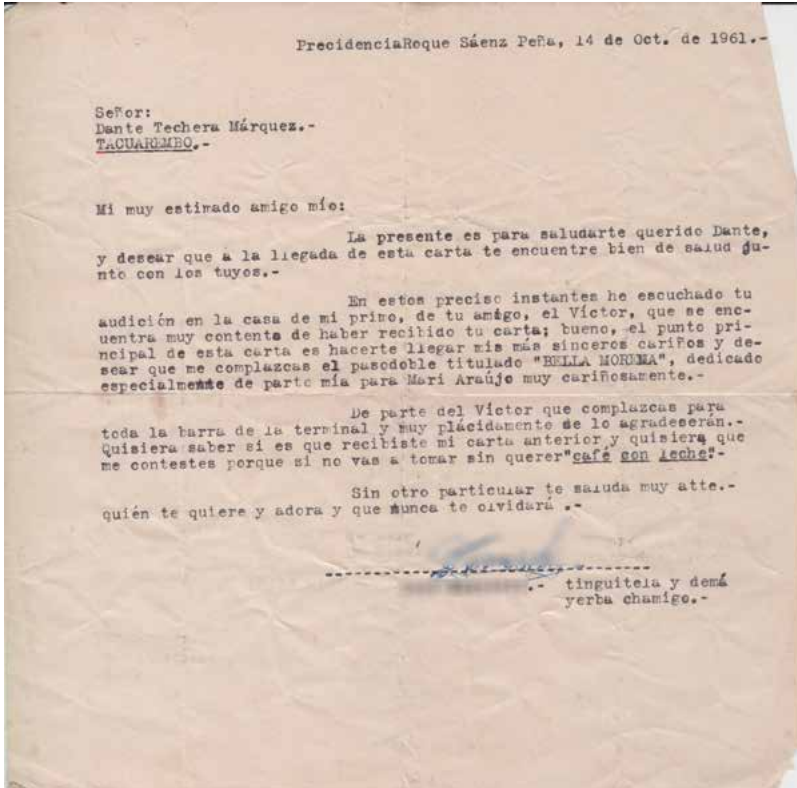 PrecidenciaRoque Sáenz Peña, 14 de Oct. de 1961.-
Señor:
Dante Techera Márquez.-
TACUAREMBO.-
Mi muy estimado amigo mío:
La presente es para saludarte querido Dante,
y desear que a la llegada de esta carta te encuentre bien de salud ju-
nto con los tuyos.-
En estos preciso instantes he escuchado tu
audición en la casa de mi primo, de tu amigo, el Víctor, que se enc-
uentra muy contento de haber recibido tu carta; bueno, el punto pri-
ncipal de esta carta es hacerte llegar mis más sinceros cariños y de-
sear que me complazcas el pasodoble titulado "BELLA MORENA", dedicado
especialmente de parte mía para Mari Araújo muy cariñosamente.-
De parte del Víctor que complazcas para
toda la barra de la terminal y muy plácidamente se lo agradeserán.-
Quisiera saber si es que recibiste mi carta anterior y quisiera que
me contestes porque si no vas a tomar sin querer"café con leche".-
Sin otro particular te saluda muy atte.-
quién te quiere y adora y que nunca te olvidará .-
.- tinguitela y demá
yerba chamigo.-